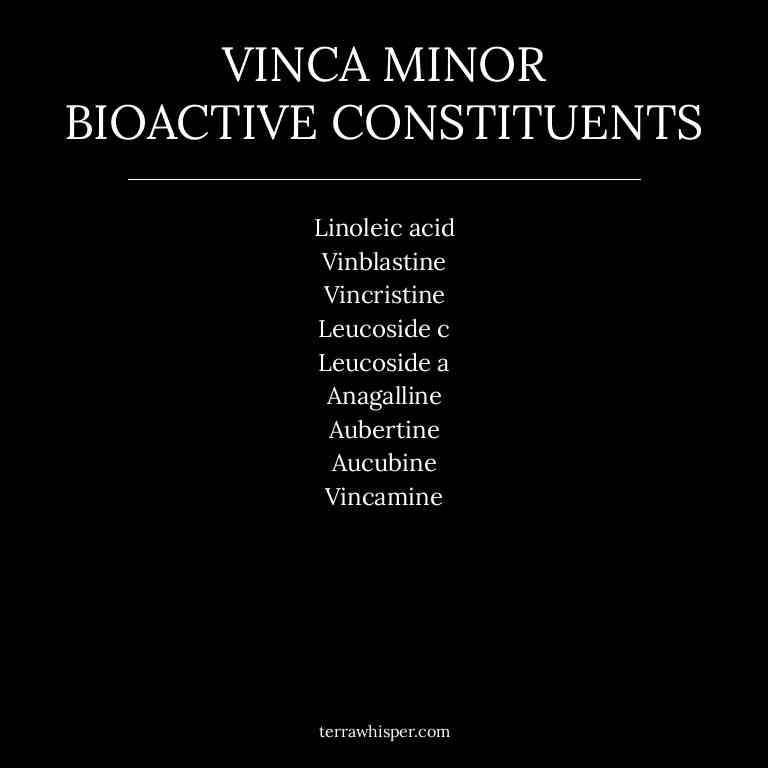 VINCA MINOR
BIOACTIVE CONSTITUENTS
Linoleic acid
Vinblastine
Vincristine
Leucoside c
Leucoside a
Anagalline
Aubertine
Aucubine
Vincamine
terrawhisper.com